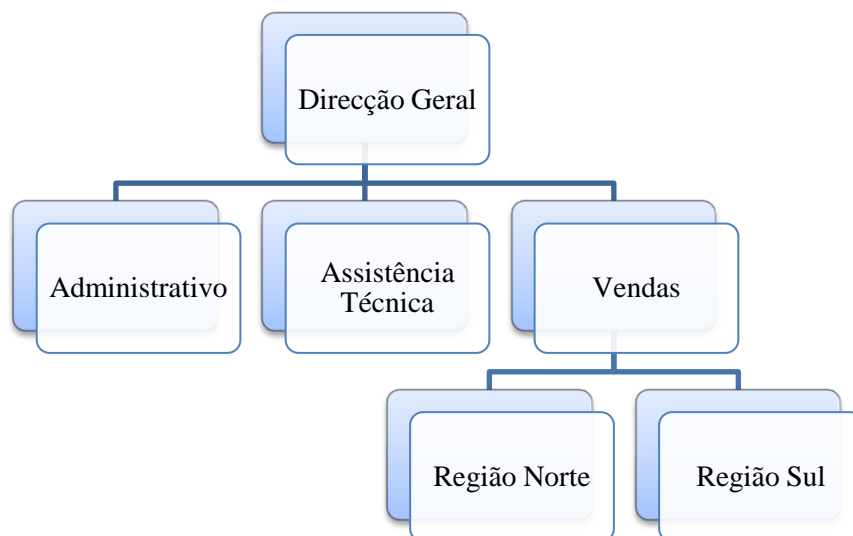 Direcção Geral
Administrativo
Assistência
Técnica
Vendas
Região Norte
Região Sul